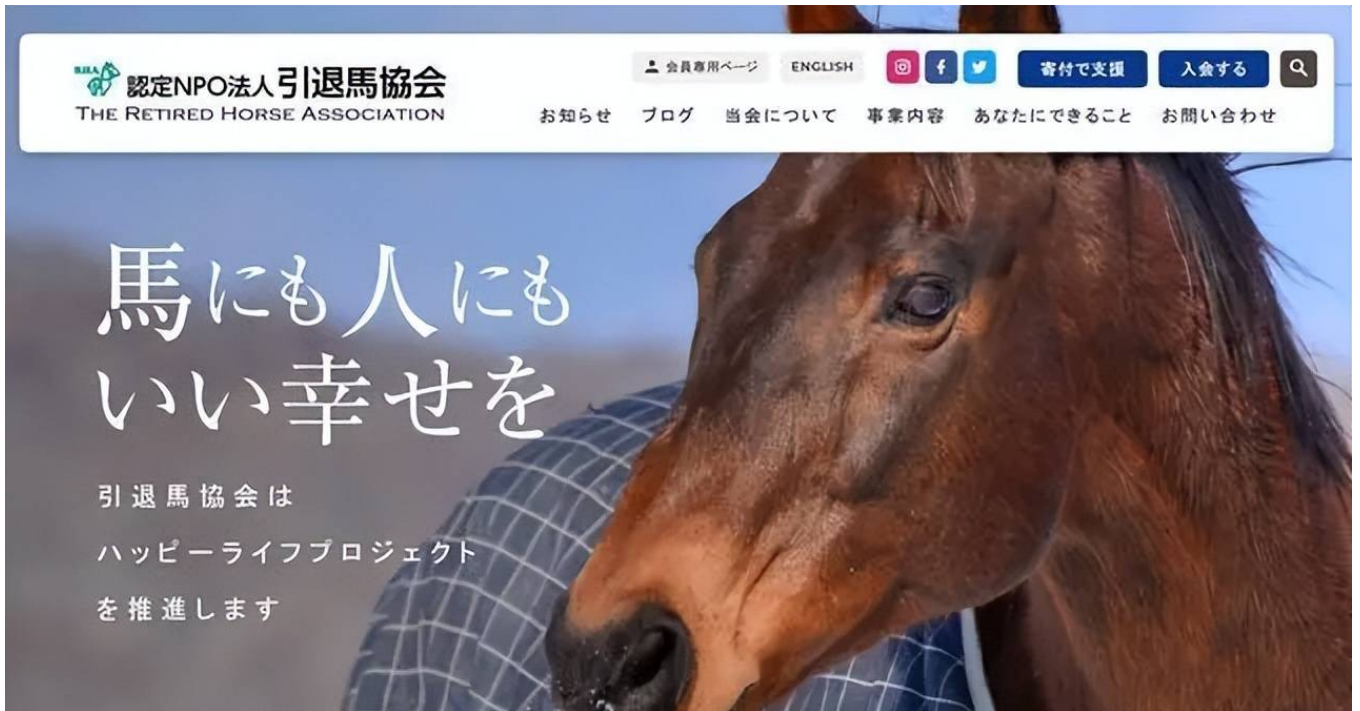 会員専用ページ
ENGLISH
寄付で支援
入会する
R.H.A.
認定NPO法人引退馬協会
THE RETIRED HORSE ASSOCIATION
お知らせ
ブログ
当会について
事業内容
あなたにできること
お問い合わせ
馬にも人にも
いい幸せを
引退馬協会は
ハッピーライフプロジェクト
を推進します